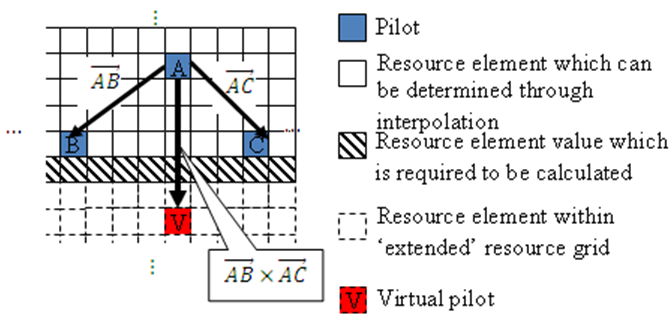 A
AB
AC
B
C
V
AB × AC
Pilot
Resource element which can
be determined through
interpolation
Resource element value which
is required to be calculated
Resource element within
‘extended’ resource grid
V
Virtual pilot